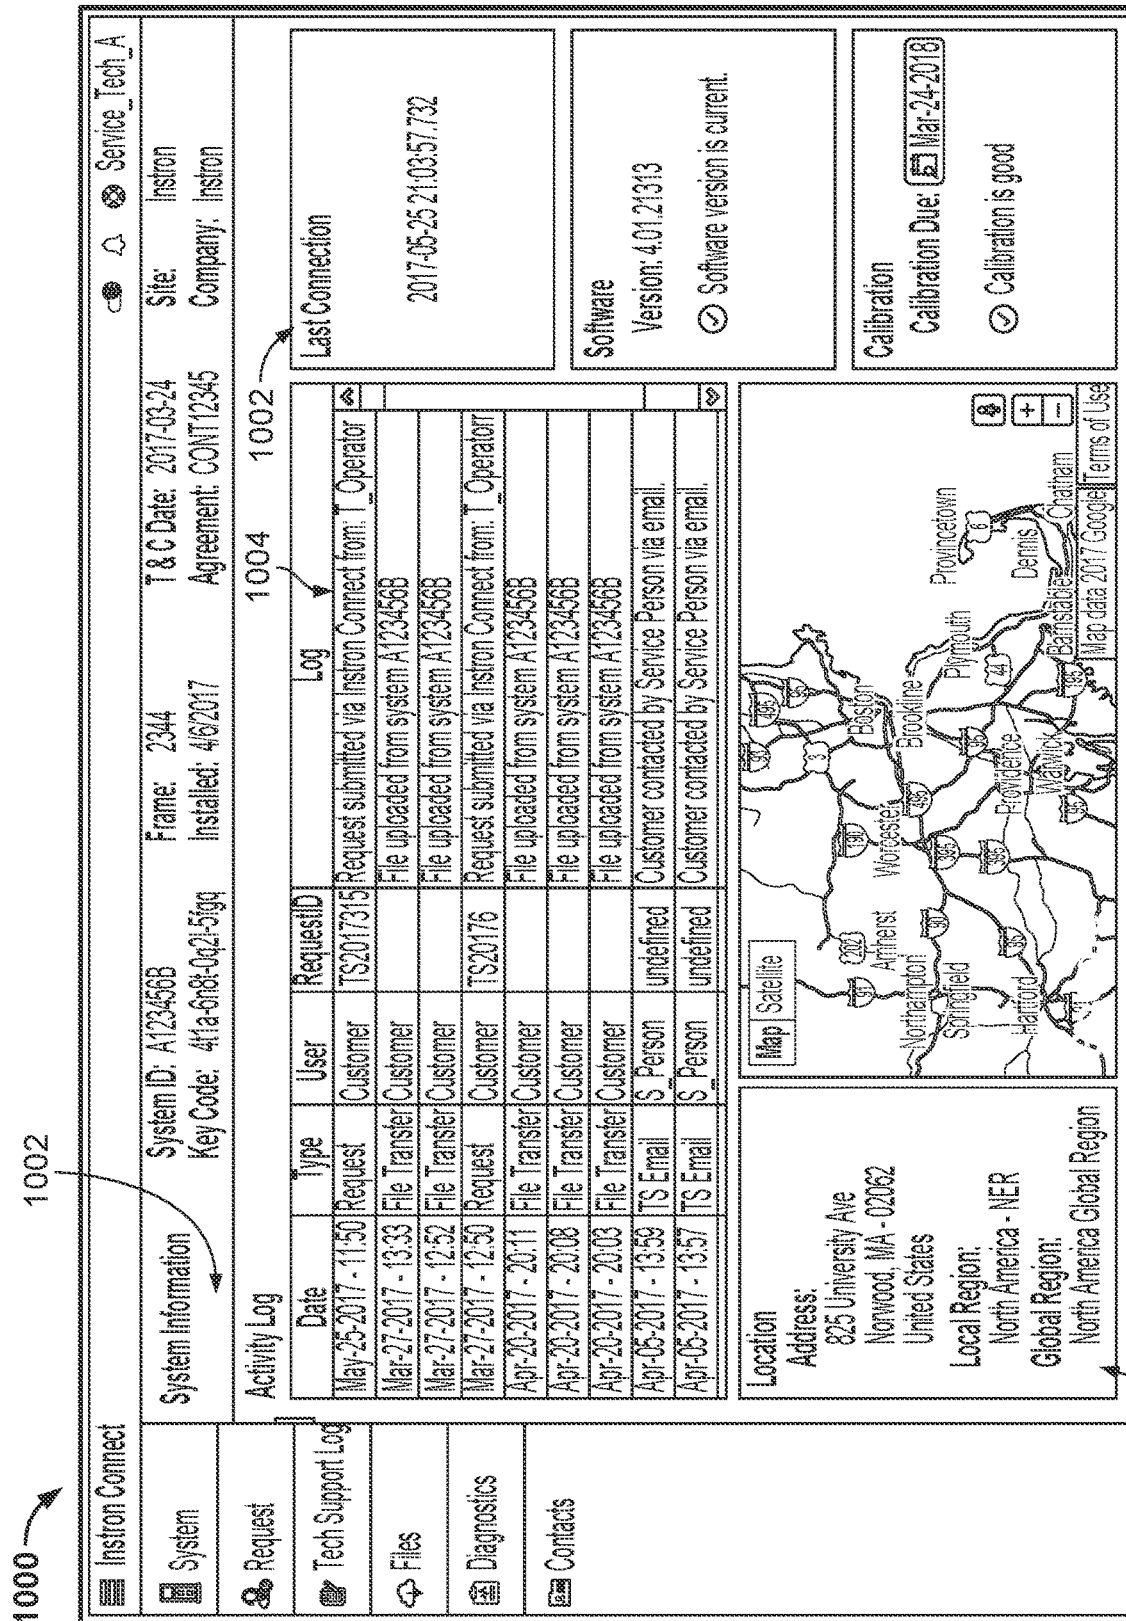 1000
1002
Instron Connect
Service_Tech_A
System
Request
Tech Support Log
Files
Diagnostics
Contacts
System Information
System ID: A123456B
Frame: 2344
T & C Date: 2017-03-24
Site: Instron
Installed: 4/6/2017
Agreement: CONT12345
Company: Instron
1002
1004
Activity Log
Date Type User RequestID Log
May-25-2017 - 11:50 Request Customer TS2017315 Request submitted via Instron Connect from: T_Operator
Mar-27-2017 - 13:33 File Transfer Customer File uploaded from system A123456B
Mar-27-2017 - 12:52 File Transfer Customer File uploaded from system A123456B
Mar-27-2017 - 12:50 Request Customer TS20176 Request submitted via Instron Connect from: T_Operatorr
Apr-20-2017 - 20:11 File Transfer Customer File uploaded from system A123456B
Apr-20-2017 - 20:08 File Transfer Customer File uploaded from system A123456B
Apr-20-2017 - 20:03 File Transfer Customer File uploaded from system A123456B
Apr-05-2017 - 13:59 TS Email S_Person undefined Customer contacted by Service Person via email.
Apr-05-2017 - 13:57 TS Email S_Person undefined Customer contacted by Service Person via email.
Last Connection
2017-05-25 21:03:57.732
Software
Version: 4.01.21313
Software version is current.
Calibration
Calibration Due: Mar-24-2018
Calibration is good
Location
Address:
825 University Ave
Norwood, MA - 02062
United States
Local Region:
North America - NER
Global Region:
North America Global Region
Map Satellite
202
Amherst
Northampton
Springfield
Hartford
Worcester
3
Boston
Brookline
Plymouth
44
Providence
Warwick
Provincetown
6
Dennis
Barnstable
Chatham
Map data 2017 Google Terms of Use